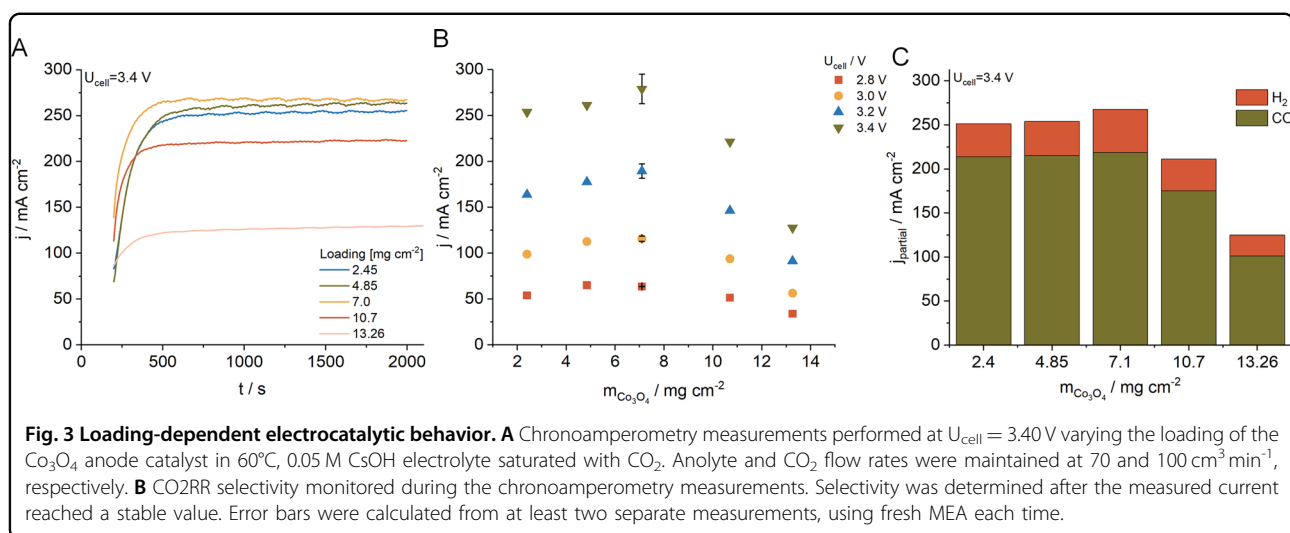 A
U_cell=3.4 V
300
250
200
150
100
50
0
j / mA cm⁻²
0 500 1000 1500 2000
t / s
Loading [mg cm⁻²]
2.45
4.85
7.0
10.7
13.26
B
300
250
200
150
100
50
0
j / mA cm⁻²
2 4 6 8 10 12 14
m_Co₃O₄ / mg cm⁻²
U_cell / V
2.8 V
3.0 V
3.2 V
3.4 V
C
U_cell=3.4 V
300
250
200
150
100
50
0
j_partial / mA cm⁻²
2.4 4.85 7.1 10.7 13.26
m_Co₃O₄ / mg cm⁻²
H₂
CO
Fig. 3 Loading-dependent electrocatalytic behavior. A Chronoamperometry measurements performed at U_cell = 3.40 V varying the loading of the
Co₃O₄ anode catalyst in 60°C, 0.05 M CsOH electrolyte saturated with CO₂. Anolyte and CO₂ flow rates were maintained at 70 and 100 cm³ min⁻¹,
respectively. B CO2RR selectivity monitored during the chronoamperometry measurements. Selectivity was determined after the measured current
reached a stable value. Error bars were calculated from at least two separate measurements, using fresh MEA each time.